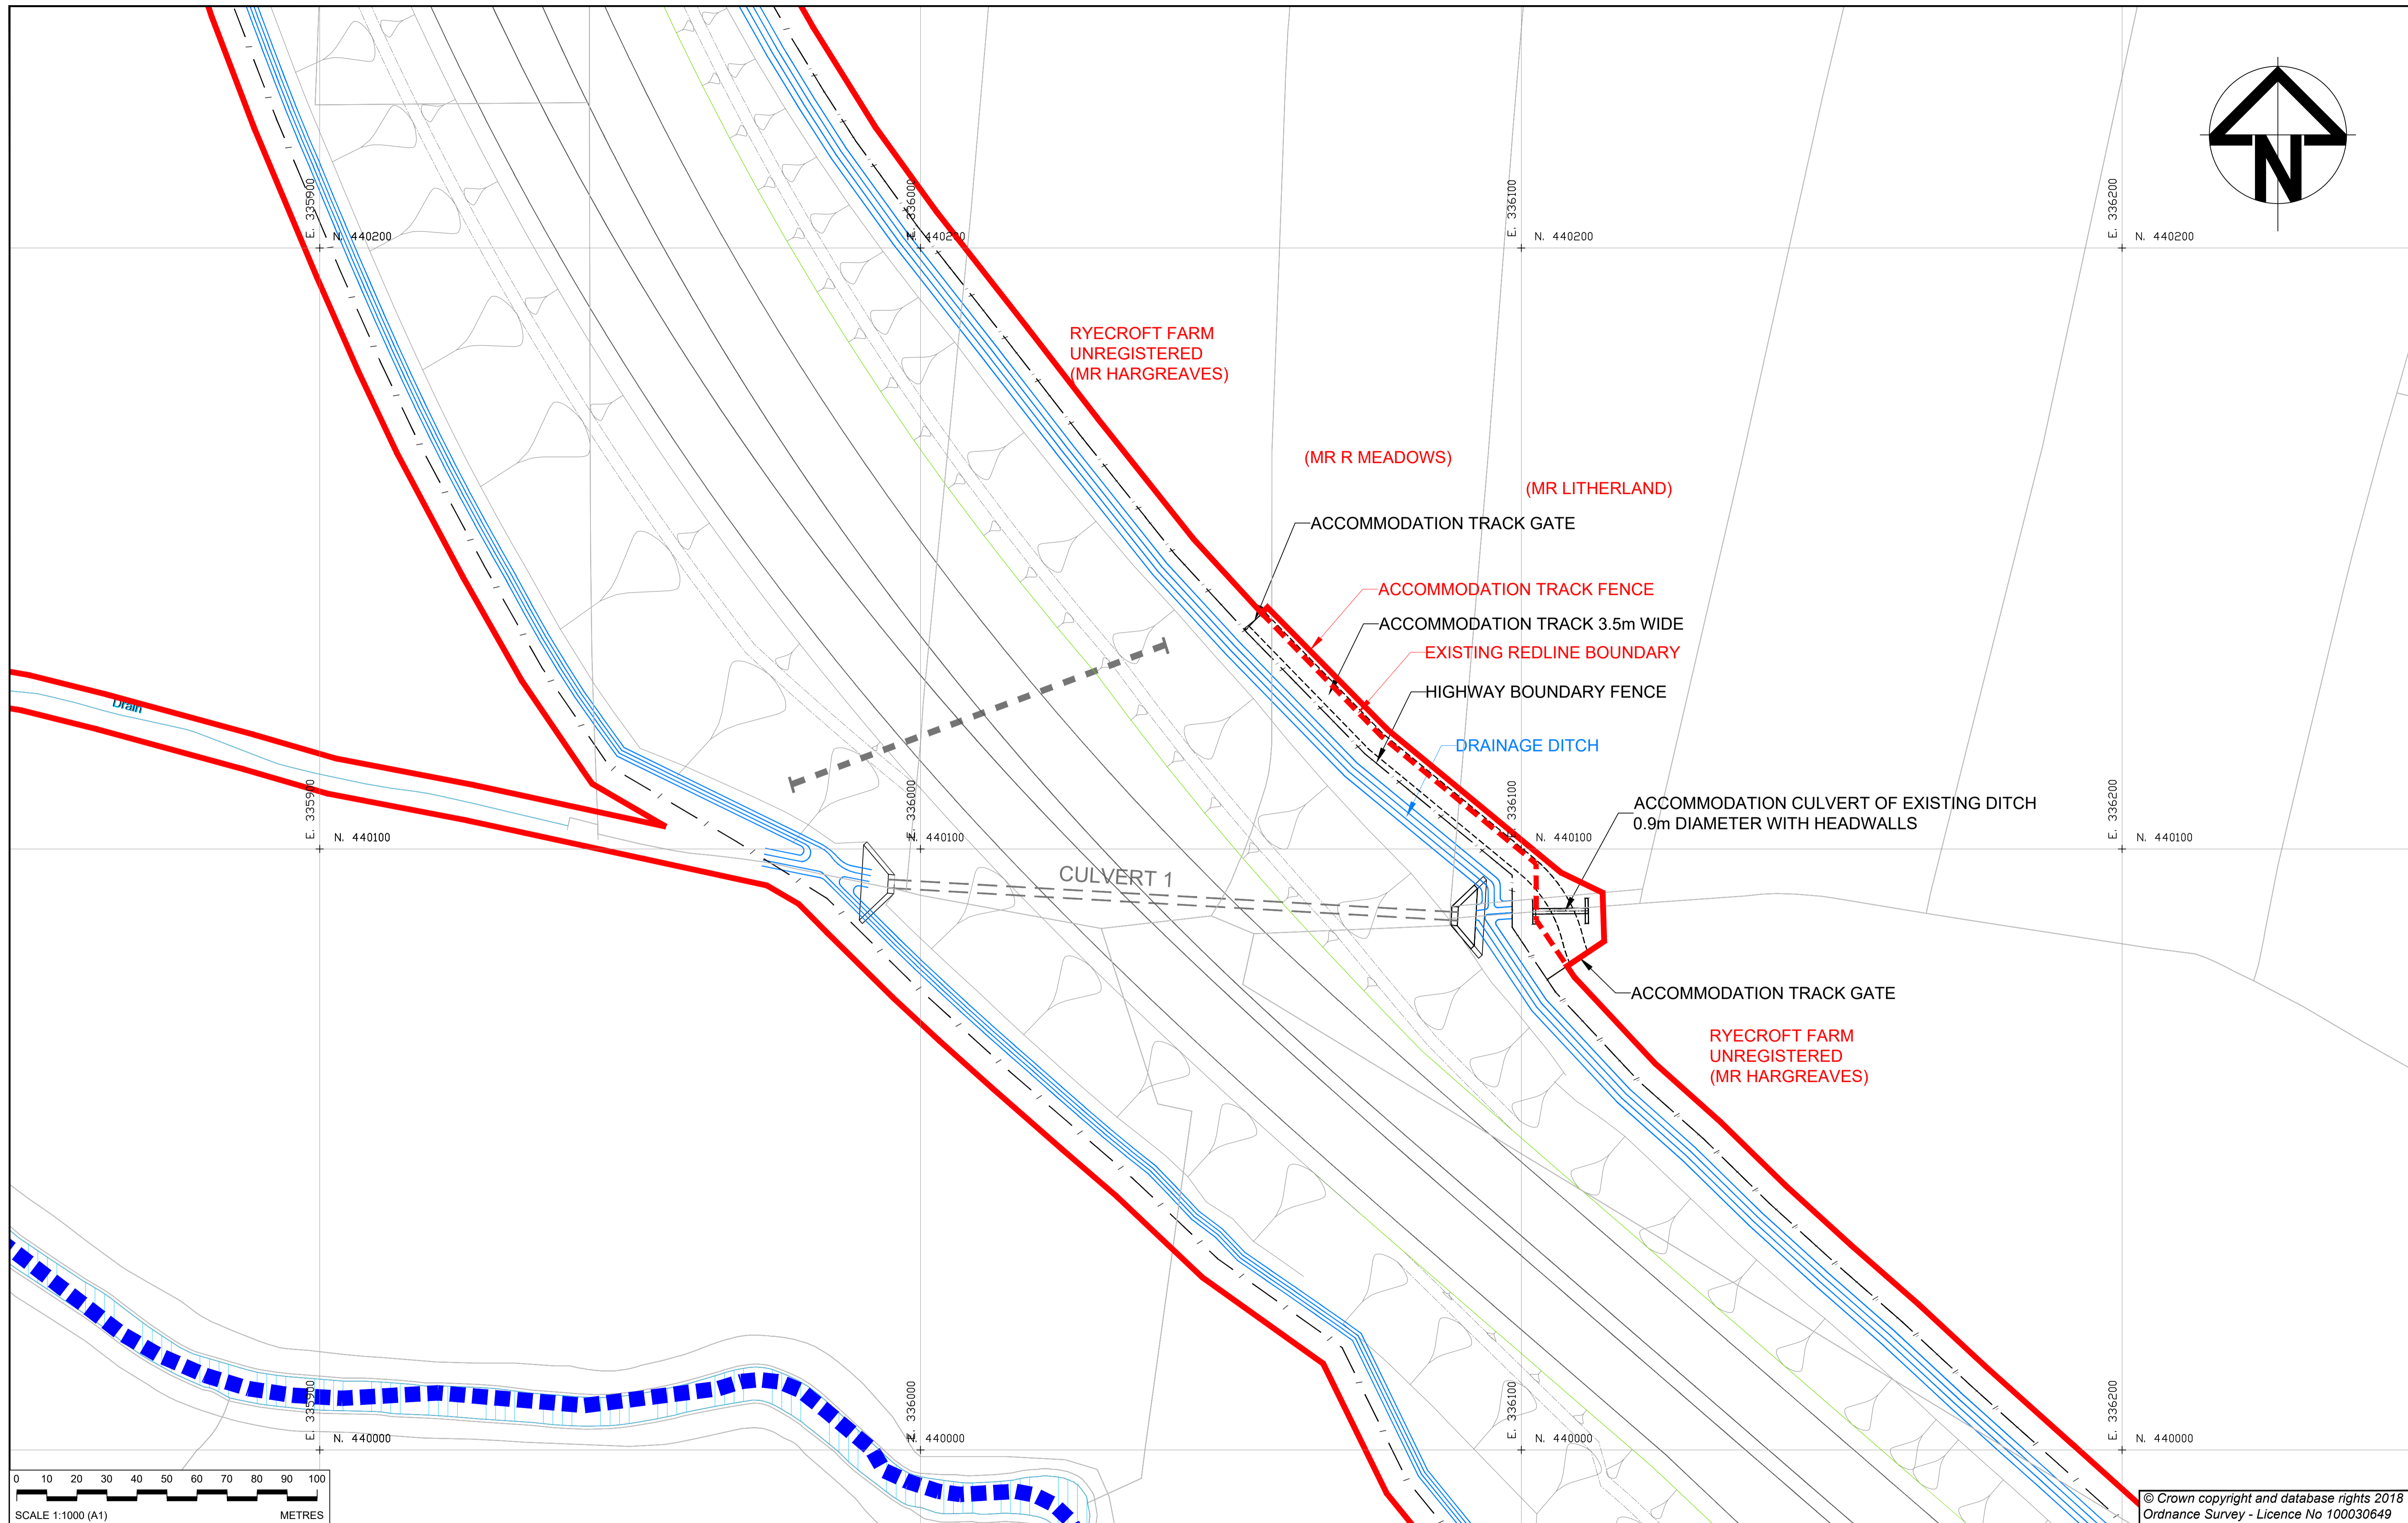 N
E. 335900
E. 336000
E. 336100
E. 336200
N. 440200
N. 440200
N. 440200
N. 440200
RYECROFT FARM
UNREGISTERED
(MR HARGREAVES)
(MR R MEADOWS)
(MR LITHERLAND)
ACCOMMODATION TRACK GATE
ACCOMMODATION TRACK FENCE
ACCOMMODATION TRACK 3.5m WIDE
EXISTING REDLINE BOUNDARY
HIGHWAY BOUNDARY FENCE
Drain
DRAINAGE DITCH
E. 335900
E. 336000
E. 336100
E. 336200
ACCOMMODATION CULVERT OF EXISTING DITCH
0.9m DIAMETER WITH HEADWALLS
N. 440100
N. 440100
N. 440100
N. 440100
CULVERT 1
ACCOMMODATION TRACK GATE
RYECROFT FARM
UNREGISTERED
(MR HARGREAVES)
E. 335900
E. 336000
E. 336100
E. 336200
N. 440000
N. 440000
N. 440000
N. 440000
0 10 20 30 40 50 60 70 80 90 100
SCALE 1:1000 (A1) METRES
© Crown copyright and database rights 2018
Ordnance Survey - Licence No 100030649